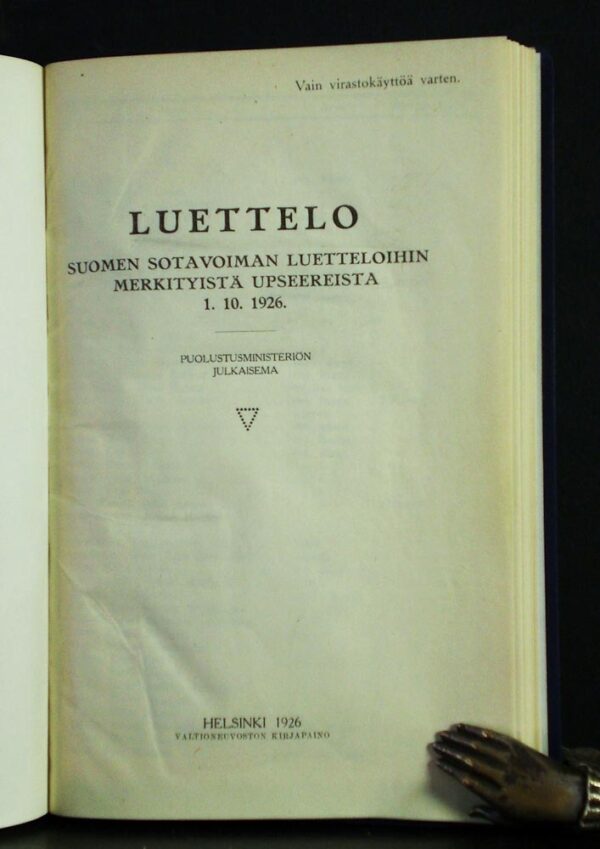 Vain virastokäyttöä varten.
LUETTELO
SUOMEN SOTAVOIMAN LUETTELOIHIN
MERKITYISTÄ UPSEEREISTA
1. 10. 1926.
PUOLUSTUSMINISTERIÖN
JULKAISEMA
HELSINKI 1926
VALTIONEUVOSTON KIRJAPAINO